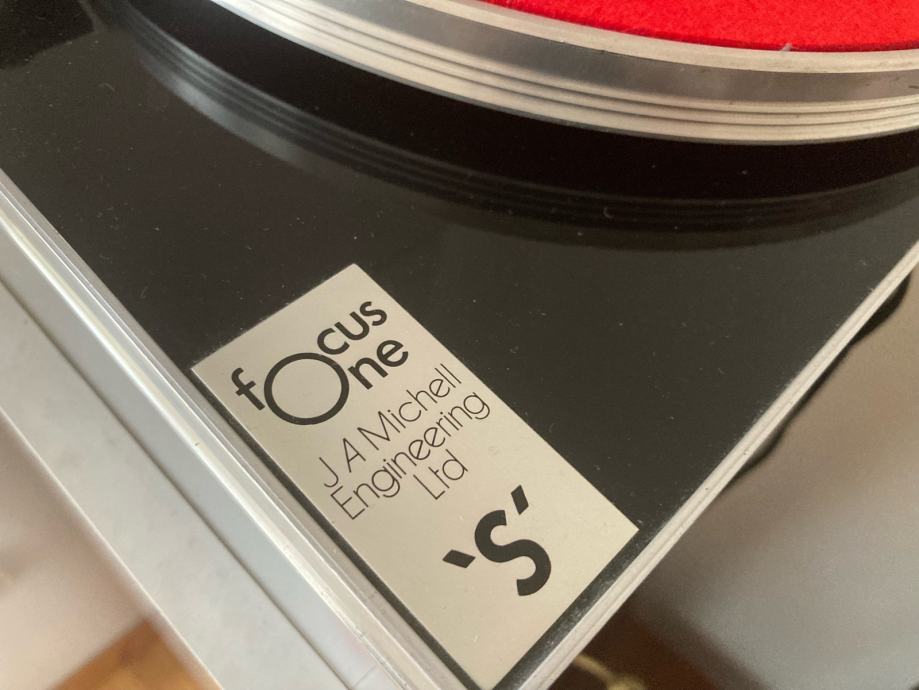 focus
One
J A Michell
Engineering
Ltd
'S'